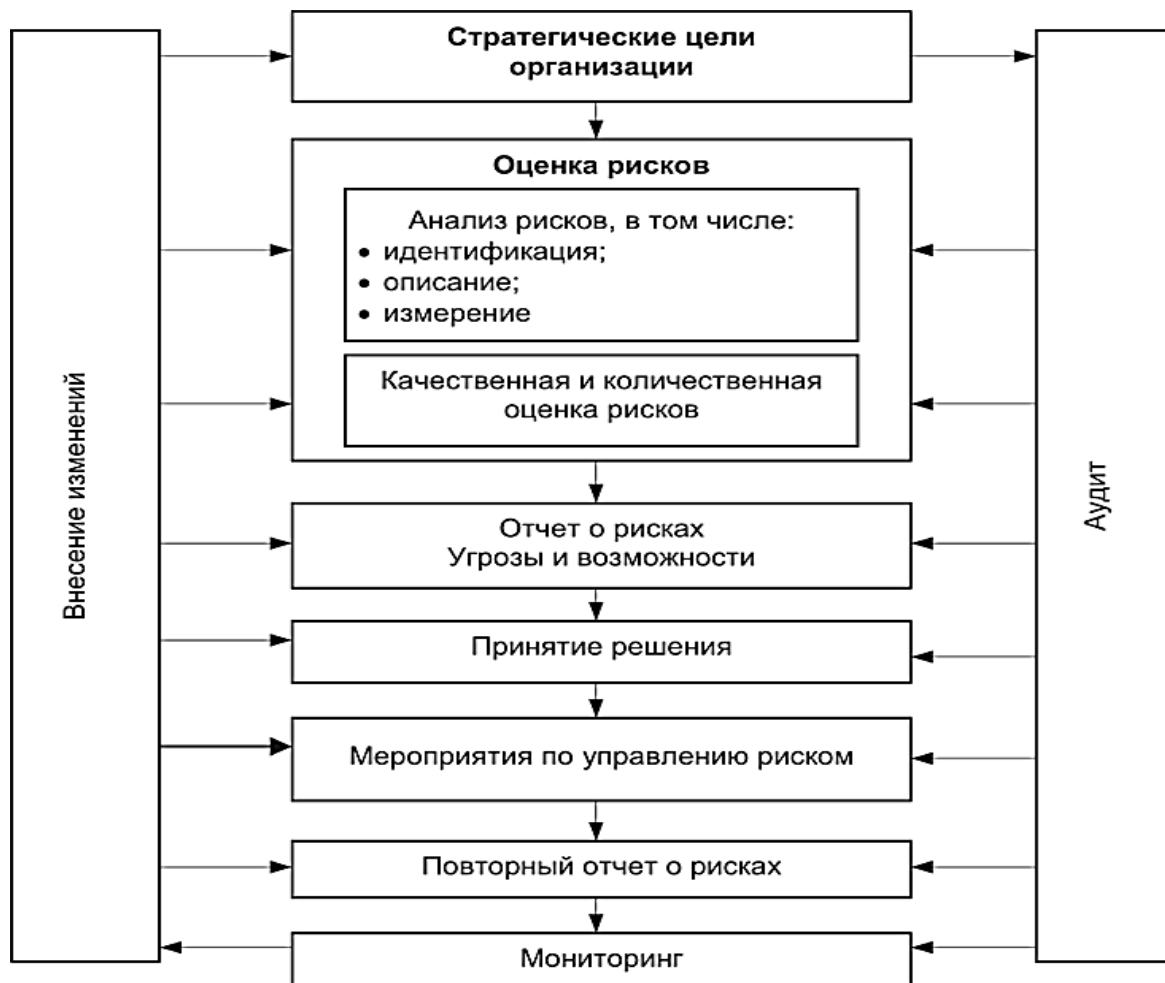 Стратегические цели
организации
Оценка рисков
Анализ рисков, в том числе:
• идентификация;
• описание;
• измерение
Качественная и количественная
оценка рисков
Отчет о рисках
Угрозы и возможности
Принятие решения
Мероприятия по управлению риском
Повторный отчет о рисках
Мониторинг
Внесение изменений
Аудит